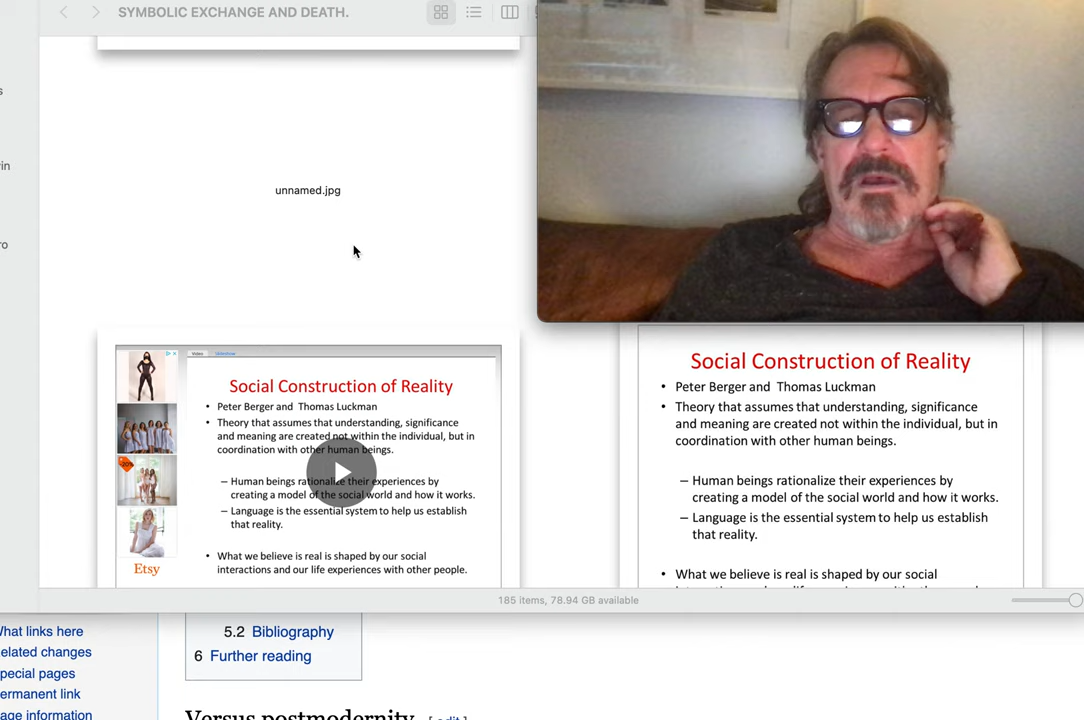 SYMBOLIC EXCHANGE AND DEATH.
unnamed.jpg
Video Slideshow
Social Construction of Reality
• Peter Berger and Thomas Luckman
• Theory that assumes that understanding, significance
and meaning are created not within the individual, but in
coordination with other human beings.
– Human beings rationalize their experiences by
creating a model of the social world and how it works.
– Language is the essential system to help us establish
that reality.
• What we believe is real is shaped by our social
interactions and our life experiences with other people.
-20%
Etsy
Social Construction of Reality
• Peter Berger and Thomas Luckman
• Theory that assumes that understanding, significance
and meaning are created not within the individual, but in
coordination with other human beings.
– Human beings rationalize their experiences by
creating a model of the social world and how it works.
– Language is the essential system to help us establish
that reality.
• What we believe is real is shaped by our social
185 items, 78.94 GB available
What links here
elated changes
pecial pages
ermanent link
age information
5.2 Bibliography
6 Further reading
Versus postmodernity [ edit ]